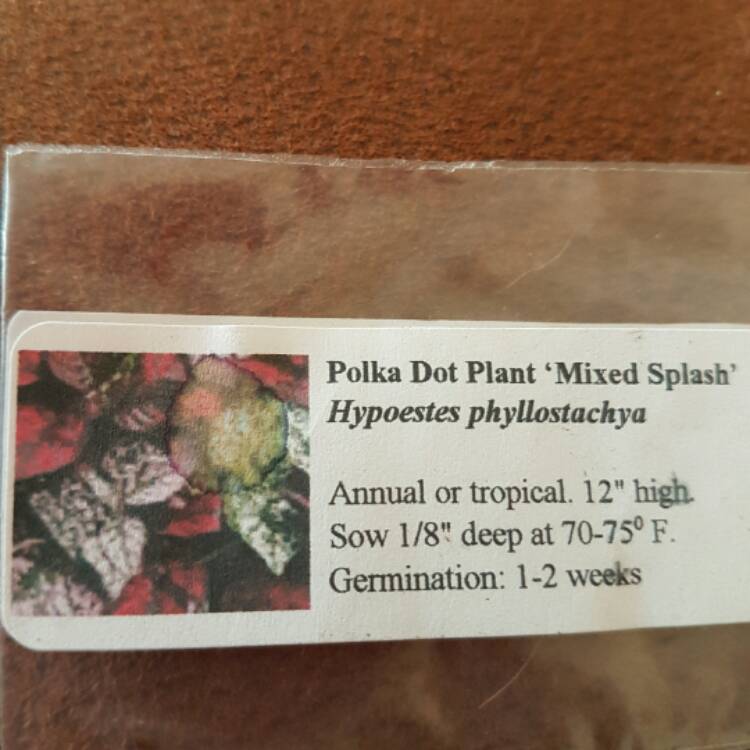 Polka Dot Plant ‘Mixed Splash’
Hypoestes phyllostachya
Annual or tropical. 12" high.
Sow 1/8" deep at 70-75⁰ F.
Germination: 1-2 weeks